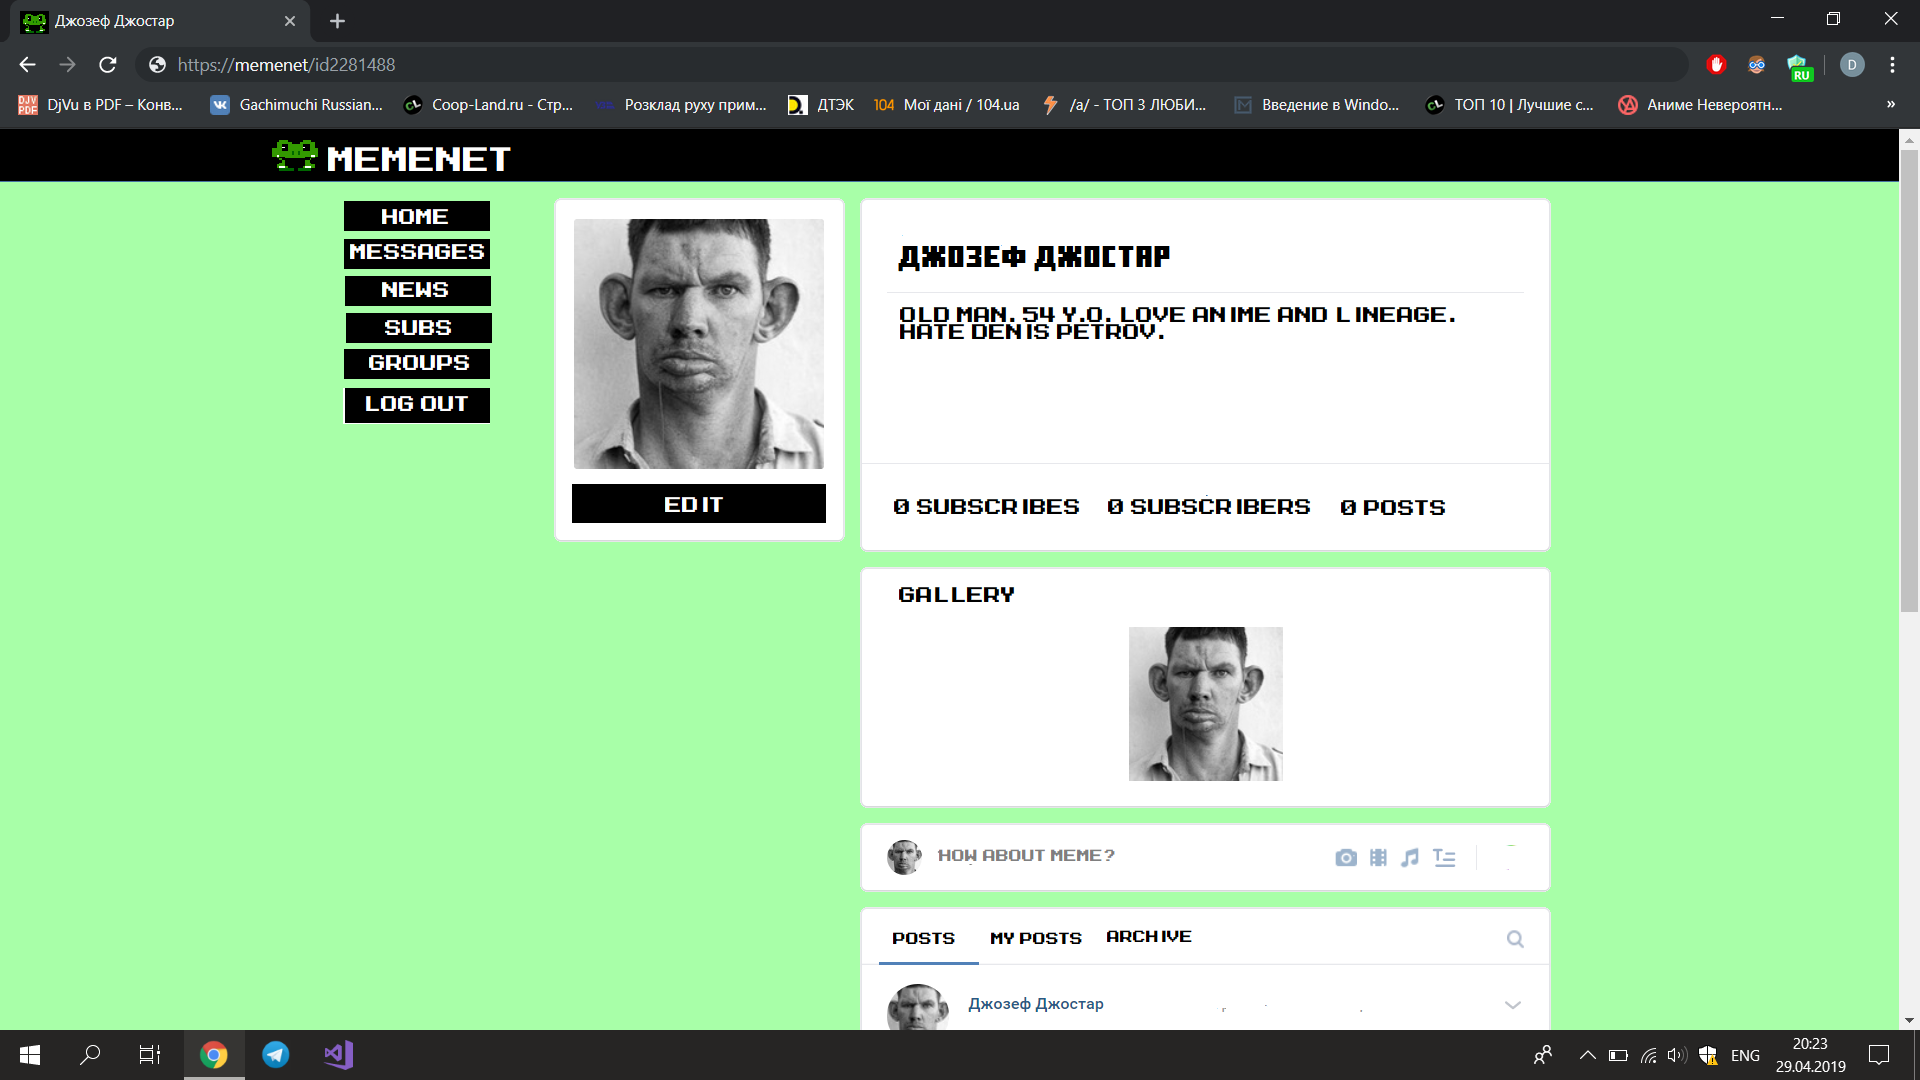 Джозеф Джостар
https://memenet/id2281488
DjVu в PDF – Конв...
Gachimuchi Russian...
Coop-Land.ru - Стр...
Розклад руху прим...
ДТЭК
104 Мої дані / 104.ua
/a/ - ТОП 3 ЛЮБИ...
Введение в Windo...
ТОП 10 | Лучшие с...
Аниме Невероятн...
»
RU
D
MEMENET
HOME
MESSAGES
NEWS
SUBS
GROUPS
LOG OUT
EDIT
ДЖОЗЕФ ДЖОСТАР
OLD MAN. 54 Y.O. LOVE ANIME AND LINEAGE.
HATE DENIS PETROV.
0 SUBSCRIBES 0 SUBSCRIBERS 0 POSTS
GALLERY
HOW ABOUT MEME?
POSTS MY POSTS ARCHIVE
Джозеф Джостар
ENG
20:23
29.04.2019